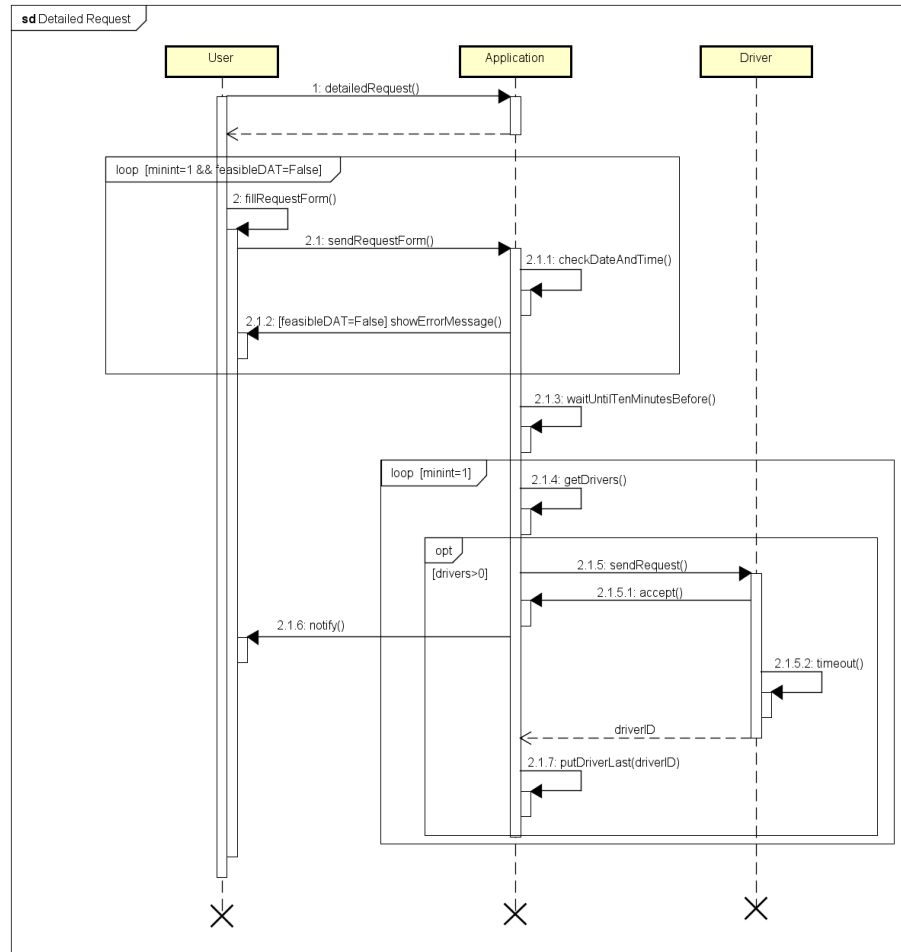 sd Detailed Request
User
Application
Driver
1: detailedRequest()
loop [minint=1 && feasibleDAT=False]
2: fillRequestForm()
2.1: sendRequestForm()
2.1.1: checkDateAndTime()
2.1.2: [feasibleDAT=False] showErrorMessage()
2.1.3: waitUntilTenMinutesBefore()
loop [minint=1]
2.1.4: getDrivers()
opt
[drivers>0]
2.1.5: sendRequest()
2.1.5.1: accept()
2.1.6: notify()
2.1.5.2: timeout()
driverID
2.1.7: putDriverLast(driverID)